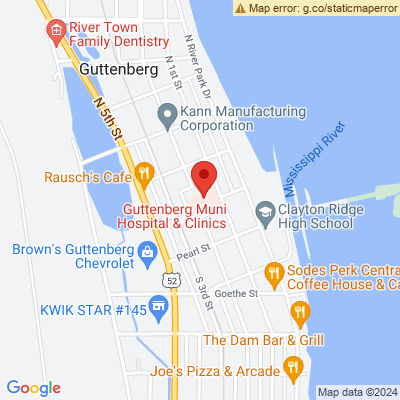 Map error: g.co/staticmaperror
River Town
Family Dentistry
N River Park Dr
Guttenberg
N 1st St
N 5th St
Kann Manufacturing
Corporation
Mississippi River
Rausch's Cafe
Guttenberg Muni
Hospital & Clinics
Clayton Ridge
High School
Pearl St
Brown's Guttenberg
Chevrolet
52
S 3rd St
Sodes Perk Central
Coffee House & Ca
Goethe St
KWIK STAR #145
The Dam Bar & Grill
Joe's Pizza & Arcade
Google
Map data ©2024